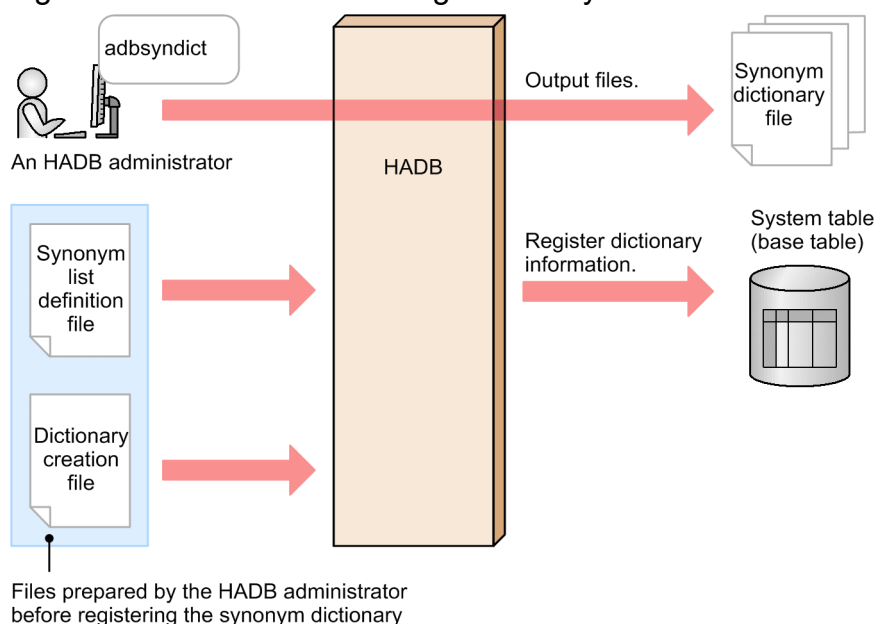 adbsyndict
An HADB administrator
HADB
Output files.
Synonym
dictionary
file
Synonym
list
definition
file
Register dictionary
information.
System table
(base table)
Dictionary
creation
file
Files prepared by the HADB administrator
before registering the synonym dictionary